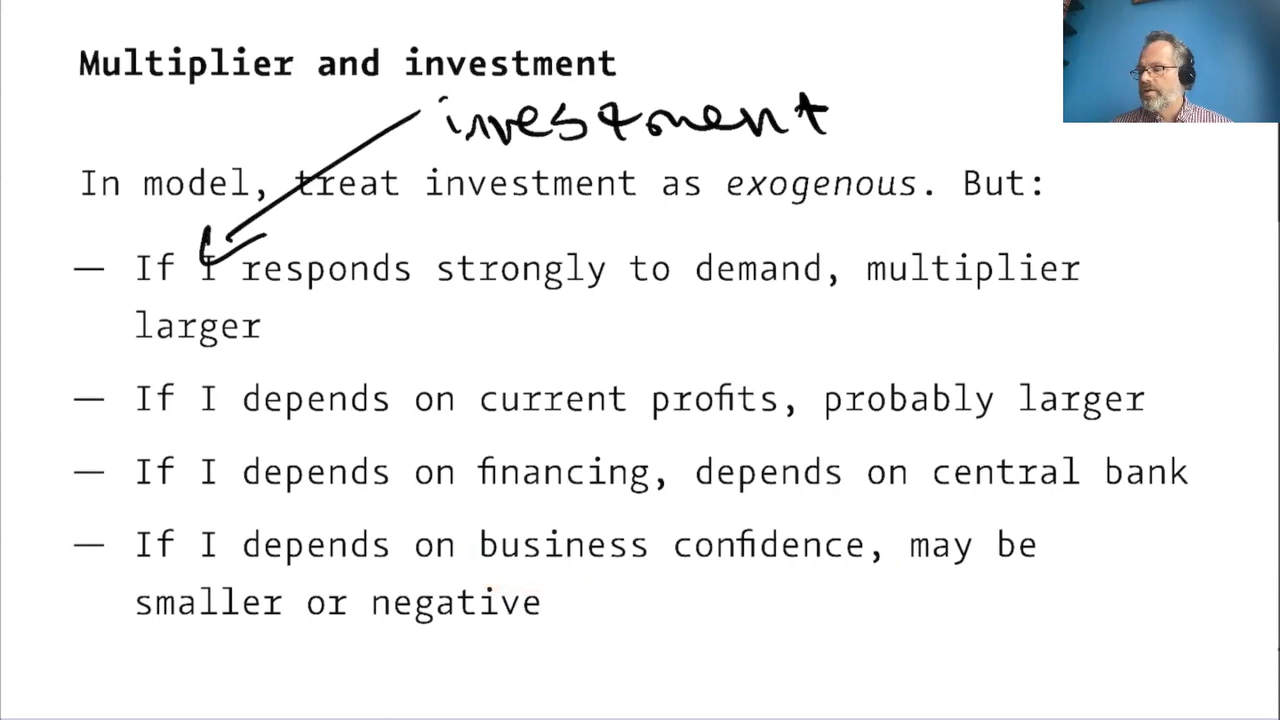 Multiplier and investment
investment
In model, treat investment as exogenous. But:
— If I responds strongly to demand, multiplier
larger
— If I depends on current profits, probably larger
— If I depends on financing, depends on central bank
— If I depends on business confidence, may be
smaller or negative